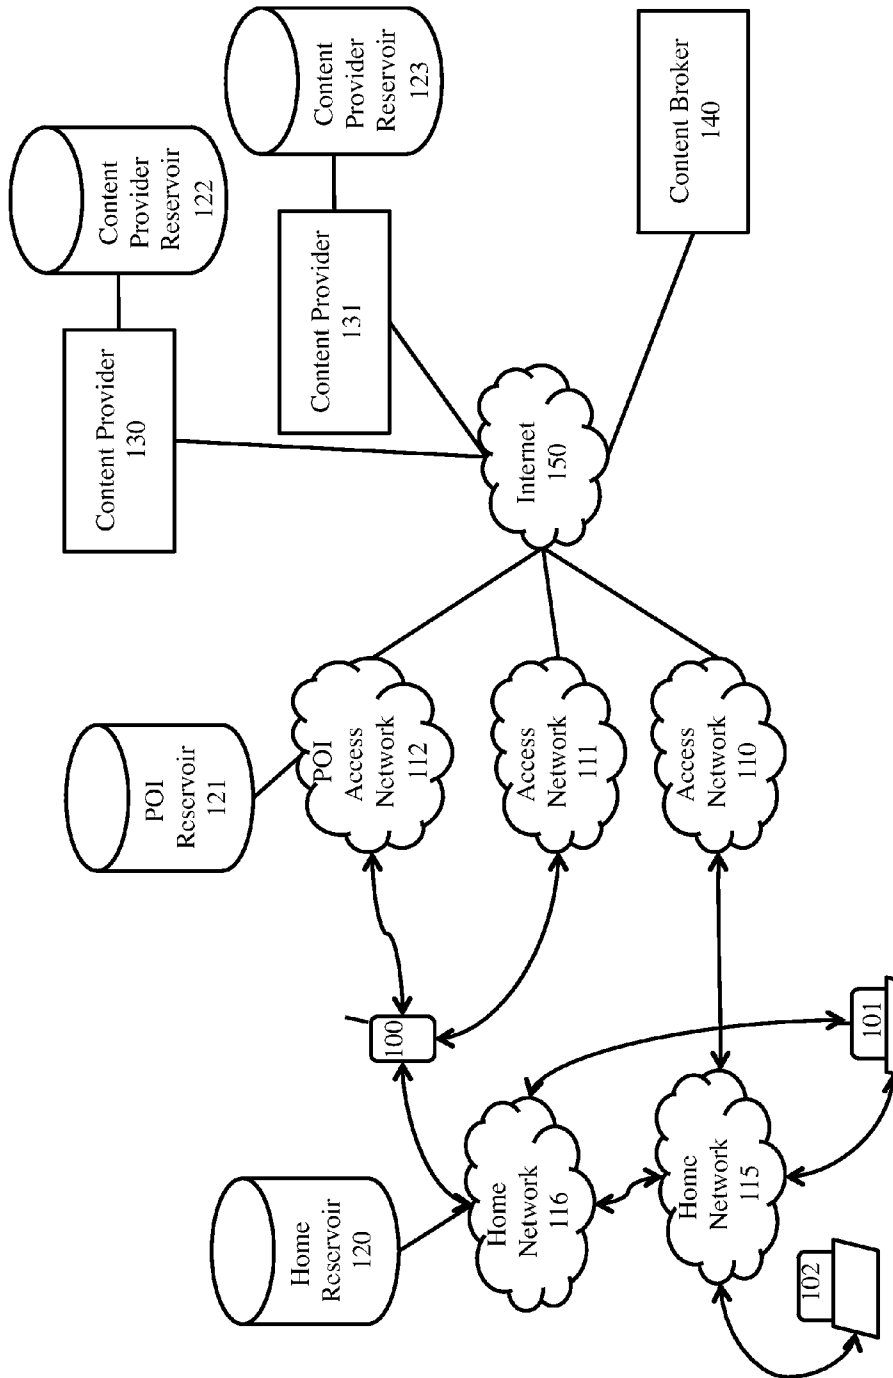 Content
Provider
Reservoir
122
Content
Provider
Reservoir
123
Content Provider
130
Content Provider
131
Content Broker
140
Internet
150
POI
Reservoir
121
POI
Access
Network
112
Access
Network
111
Access
Network
110
100
101
Home
Reservoir
120
Home
Network
116
Home
Network
115
102